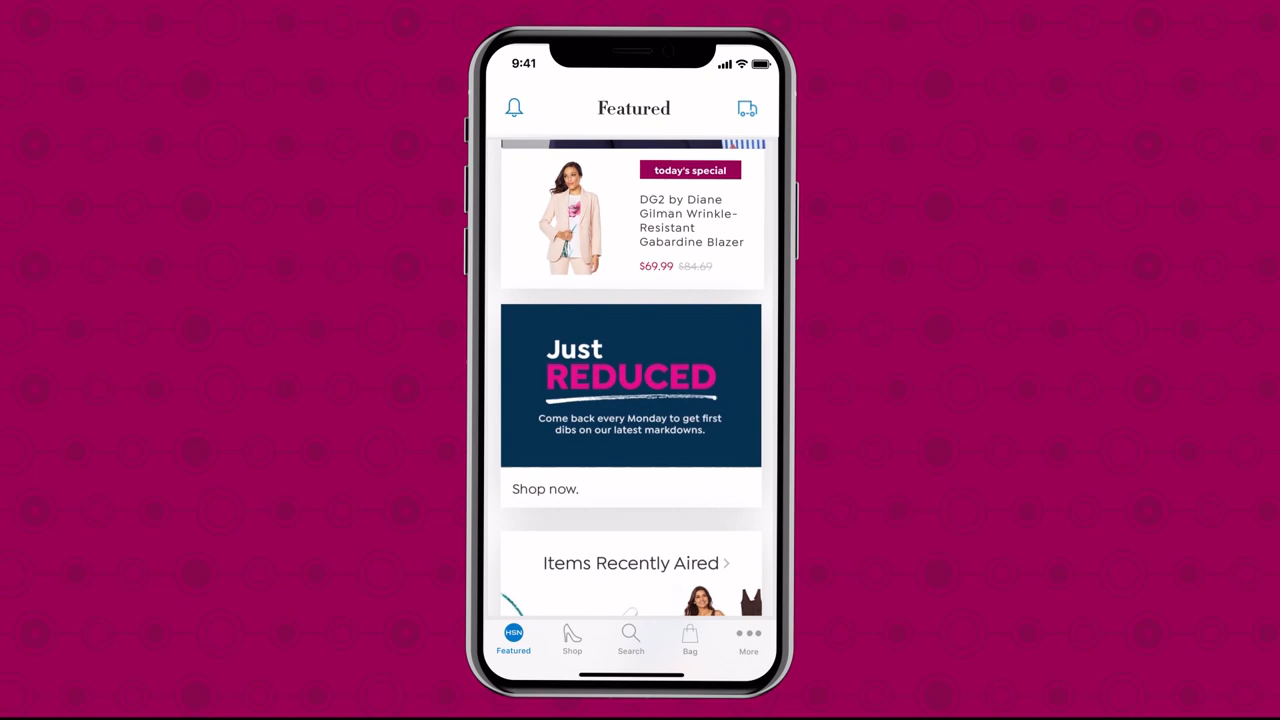 9:41
Featured
today's special
DG2 by Diane
Gilman Wrinkle-
Resistant
Gabardine Blazer
$69.99 $84.69
Just
REDUCED
Come back every Monday to get first
dibs on our latest markdowns.
Shop now.
Items Recently Aired >
HSN
Featured
Shop
Search
Bag
More